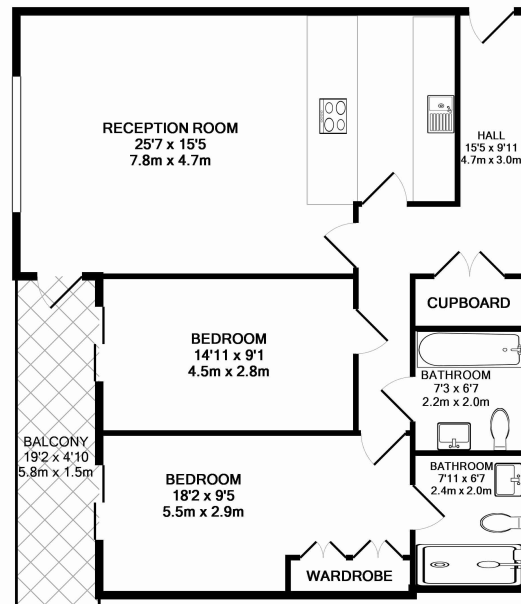 RECEPTION ROOM
25'7 x 15'5
7.8m x 4.7m
HALL
15'5 x 9'11
4.7m x 3.0m
CUPBOARD
BEDROOM
14'11 x 9'1
4.5m x 2.8m
BATHROOM
7'3 x 6'7
2.2m x 2.0m
BALCONY
19'2 x 4'10
5.8m x 1.5m
BEDROOM
18'2 x 9'5
5.5m x 2.9m
BATHROOM
7'11 x 6'7
2.4m x 2.0m
WARDROBE